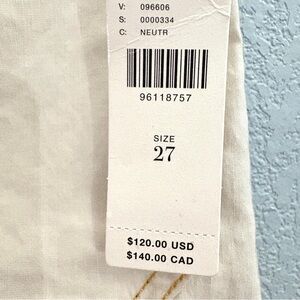 V: 096606
S: 0000334
C: NEUTR
96118757
SIZE
27
$120.00 USD
$140.00 CAD